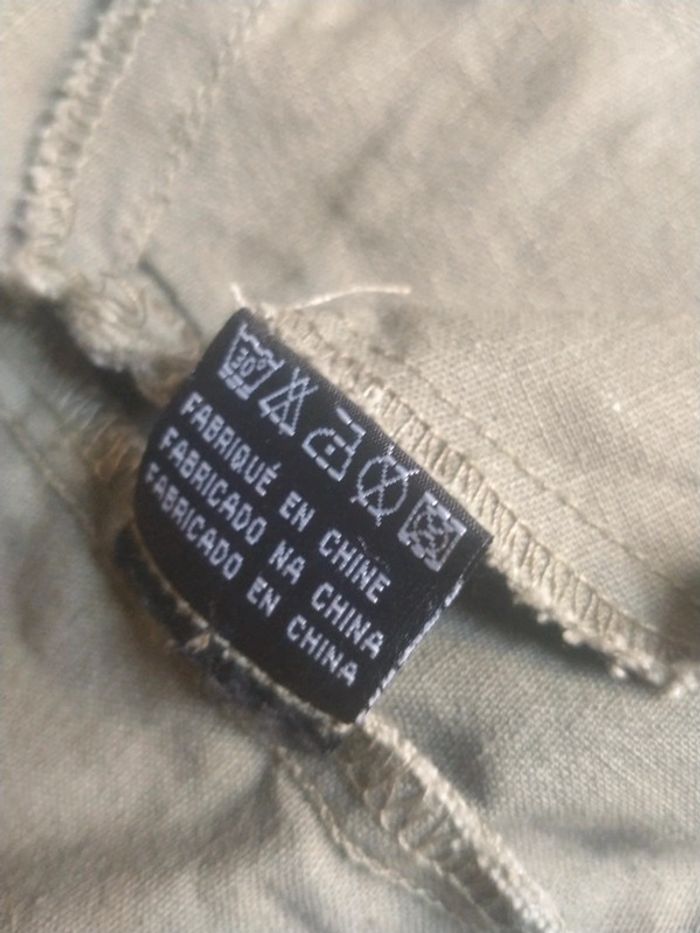 30°
FABRIQUÉ EN CHINE
FABRICADO NA CHINA
FABRICADO EN CHINA